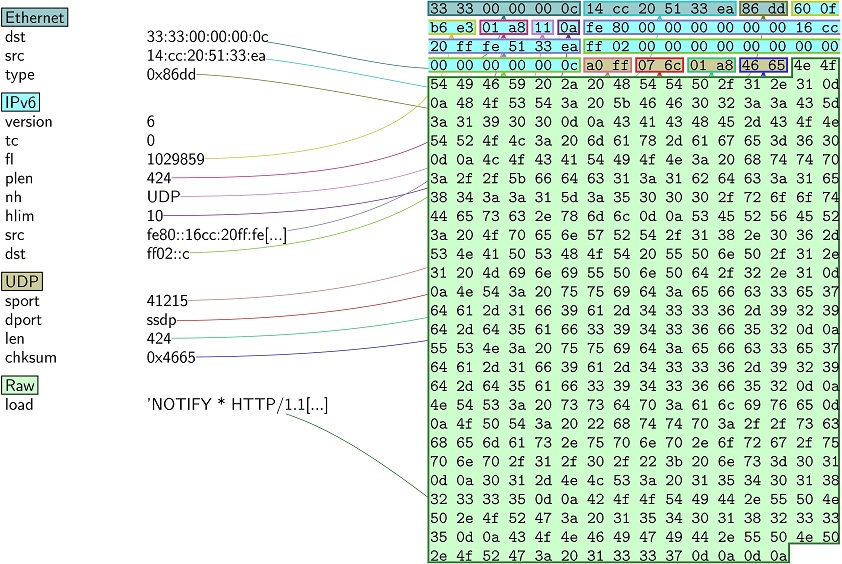 Ethernet
dst 33:33:00:00:00:0c
src 14:cc:20:51:33:ea
type 0x86dd
IPv6
version 6
tc 0
fl 1029859
plen 424
nh UDP
hlim 10
src fe80::16cc:20ff:fe[...]
dst ff02::c
UDP
sport 41215
dport ssdp
len 424
chksum 0x4665
Raw
load 'NOTIFY * HTTP/1.1[...]
33 33 00 00 00 0c 14 cc 20 51 33 ea 86 dd 60 0f
b6 e3 01 a8 11 0a fe 80 00 00 00 00 00 00 16 cc
20 ff fe 51 33 ea ff 02 00 00 00 00 00 00 00 00
00 00 00 00 00 0c a0 ff 07 6c 01 a8 46 65 4e 4f
54 49 46 59 20 2a 20 48 54 54 50 2f 31 2e 31 0d
0a 48 4f 53 54 3a 20 5b 46 46 30 32 3a 3a 43 5d
3a 31 39 30 30 0d 0a 43 41 43 48 45 2d 43 4f 4e
54 52 4f 4c 3a 20 6d 61 78 2d 61 67 65 3d 36 30
0d 0a 4c 4f 43 41 54 49 4f 4e 3a 20 68 74 74 70
3a 2f 2f 5b 66 64 63 31 3a 31 62 64 63 3a 31 65
38 34 3a 3a 31 5d 3a 35 30 30 30 2f 72 6f 6f 74
44 65 73 63 2e 78 6d 6c 0d 0a 53 45 52 56 45 52
3a 20 4f 70 65 6e 57 52 54 2f 31 38 2e 30 36 2d
53 4e 41 50 53 48 4f 54 20 55 50 6e 50 2f 31 2e
31 20 4d 69 6e 69 55 50 6e 50 64 2f 32 2e 31 0d
0a 4e 54 3a 20 75 75 69 64 3a 65 66 63 33 65 37
64 61 2d 31 66 39 61 2d 34 33 33 36 2d 39 32 39
64 2d 64 35 61 66 33 39 34 33 36 66 35 32 0d 0a
55 53 4e 3a 20 75 75 69 64 3a 65 66 63 33 65 37
64 61 2d 31 66 39 61 2d 34 33 33 36 2d 39 32 39
64 2d 64 35 61 66 33 39 34 33 36 66 35 32 0d 0a
4e 54 53 3a 20 73 73 64 70 3a 61 6c 69 76 65 0d
0a 4f 50 54 3a 20 22 68 74 74 70 3a 2f 2f 73 63
68 65 6d 61 73 2e 75 70 6e 70 2e 6f 72 67 2f 75
70 6e 70 2f 31 2f 30 2f 22 3b 20 6e 73 3d 30 31
0d 0a 30 31 2d 4e 4c 53 3a 20 31 35 34 30 31 38
32 33 33 35 0d 0a 42 4f 4f 54 49 44 2e 55 50 4e
50 2e 4f 52 47 3a 20 31 35 34 30 31 38 32 33 33
35 0d 0a 43 4f 4e 46 49 47 49 44 2e 55 50 4e 50
2e 4f 52 47 3a 20 31 33 33 37 0d 0a 0d 0a